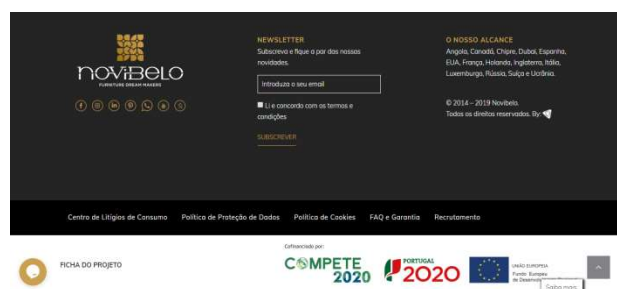 NOVIBELO
FURNITURE DREAM MAKERS
NEWSLETTER
Subscreva e fique a par das nossas
novidades.
Introduza o seu email
Li e concordo com os termos e
condições
SUBSCREVER
O NOSSO ALCANCE
Angola, Canadá, Chipre, Dubai, Espanha,
EUA, França, Holanda, Inglaterra, Itália,
Luxemburgo, Rússia, Suíça e Ucrânia.
© 2014 – 2019 Novibelo.
Todos os direitos reservados. By:
Centro de Litígios de Consumo Política de Proteção de Dados Política de Cookies FAQ e Garantia Recrutamento
FICHA DO PROJETO
Cofinanciado por:
COMPETE
2020
PORTUGAL
2020
UNIÃO EUROPEIA
Fundo Europeu
de Desenvolvimento
Saiba mais